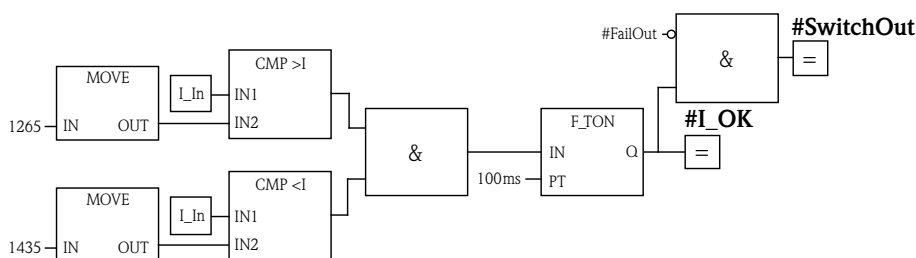 #FailOut
#SwitchOut
&
=
MOVE
1265
IN
OUT
I_In
CMP >I
IN1
IN2
&
F_TON
IN
Q
100ms
PT
#I_OK
=
MOVE
1435
IN
OUT
I_In
CMP <I
IN1
IN2